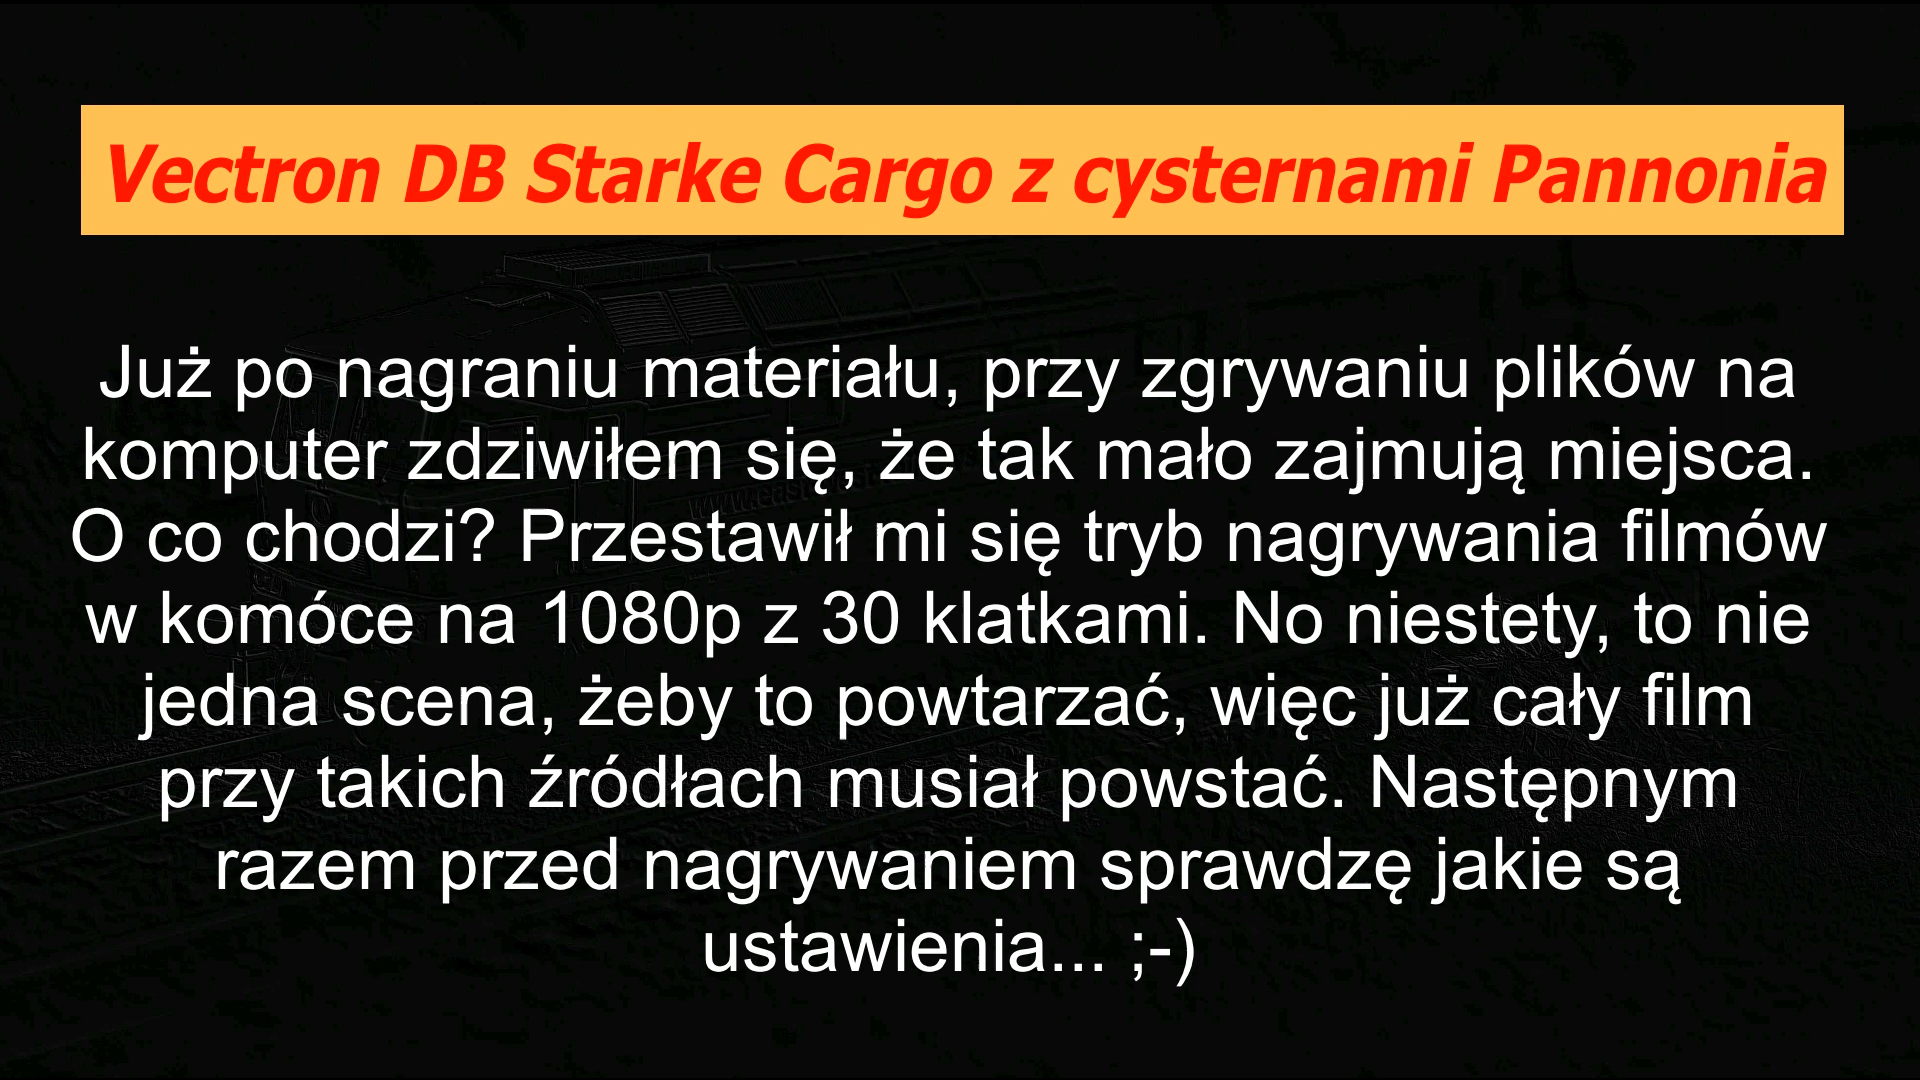 Vectron DB Starke Cargo z cysternami Pannonia
Już po nagraniu materiału, przy zgrywaniu plików na
komputer zdziwiłem się, że tak mało zajmują miejsca.
O co chodzi? Przestawił mi się tryb nagrywania filmów
w komóce na 1080p z 30 klatkami. No niestety, to nie
jedna scena, żeby to powtarzać, więc już cały film
przy takich źródłach musiał powstać. Następnym
razem przed nagrywaniem sprawdzę jakie są
ustawienia... ;-)